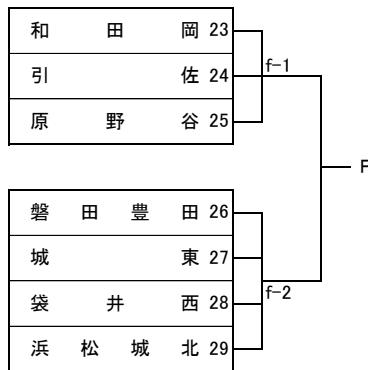 和田岡 23
引佐 24
f-1
原野谷 25
F
磐田豊田 26
城東 27
袋井西 28
f-2
浜松城北 29